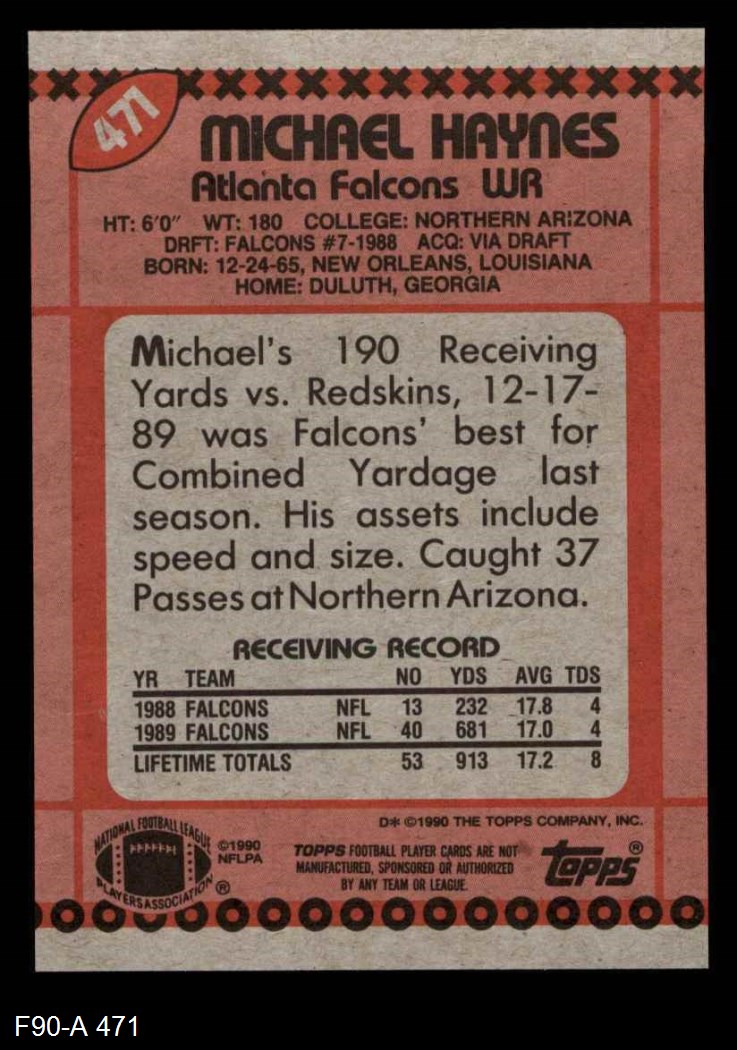 471
MICHAEL HAYNES
Atlanta Falcons WR
HT: 6'0" WT: 180 COLLEGE: NORTHERN ARIZONA
DRFT: FALCONS #7-1988 ACQ: VIA DRAFT
BORN: 12-24-65, NEW ORLEANS, LOUISIANA
HOME: DULUTH, GEORGIA
Michael's 190 Receiving
Yards vs. Redskins, 12-17-
89 was Falcons' best for
Combined Yardage last
season. His assets include
speed and size. Caught 37
Passes at Northern Arizona.
RECEIVING RECORD
YR TEAM NO YDS AVG TDS
1988 FALCONS NFL 13 232 17.8 4
1989 FALCONS NFL 40 681 17.0 4
LIFETIME TOTALS 53 913 17.2 8
D* ©1990 THE TOPPS COMPANY, INC.
NATIONAL FOOTBALL LEAGUE
PLAYERS ASSOCIATION ®
©1990
NFLPA
TOPPS FOOTBALL PLAYER CARDS ARE NOT
MANUFACTURED, SPONSORED OR AUTHORIZED
BY ANY TEAM OR LEAGUE.
topps®
F90-A 471